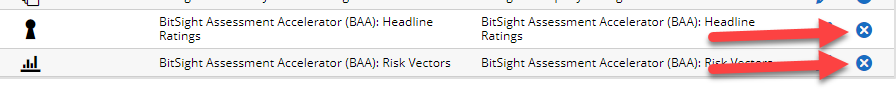 BitSight Assessment Accelerator (BAA): Headline
Ratings
BitSight Assessment Accelerator (BAA): Headline
Ratings
BitSight Assessment Accelerator (BAA): Risk Vectors
BitSight Assessment Accelerator (BAA): Risk Vectors